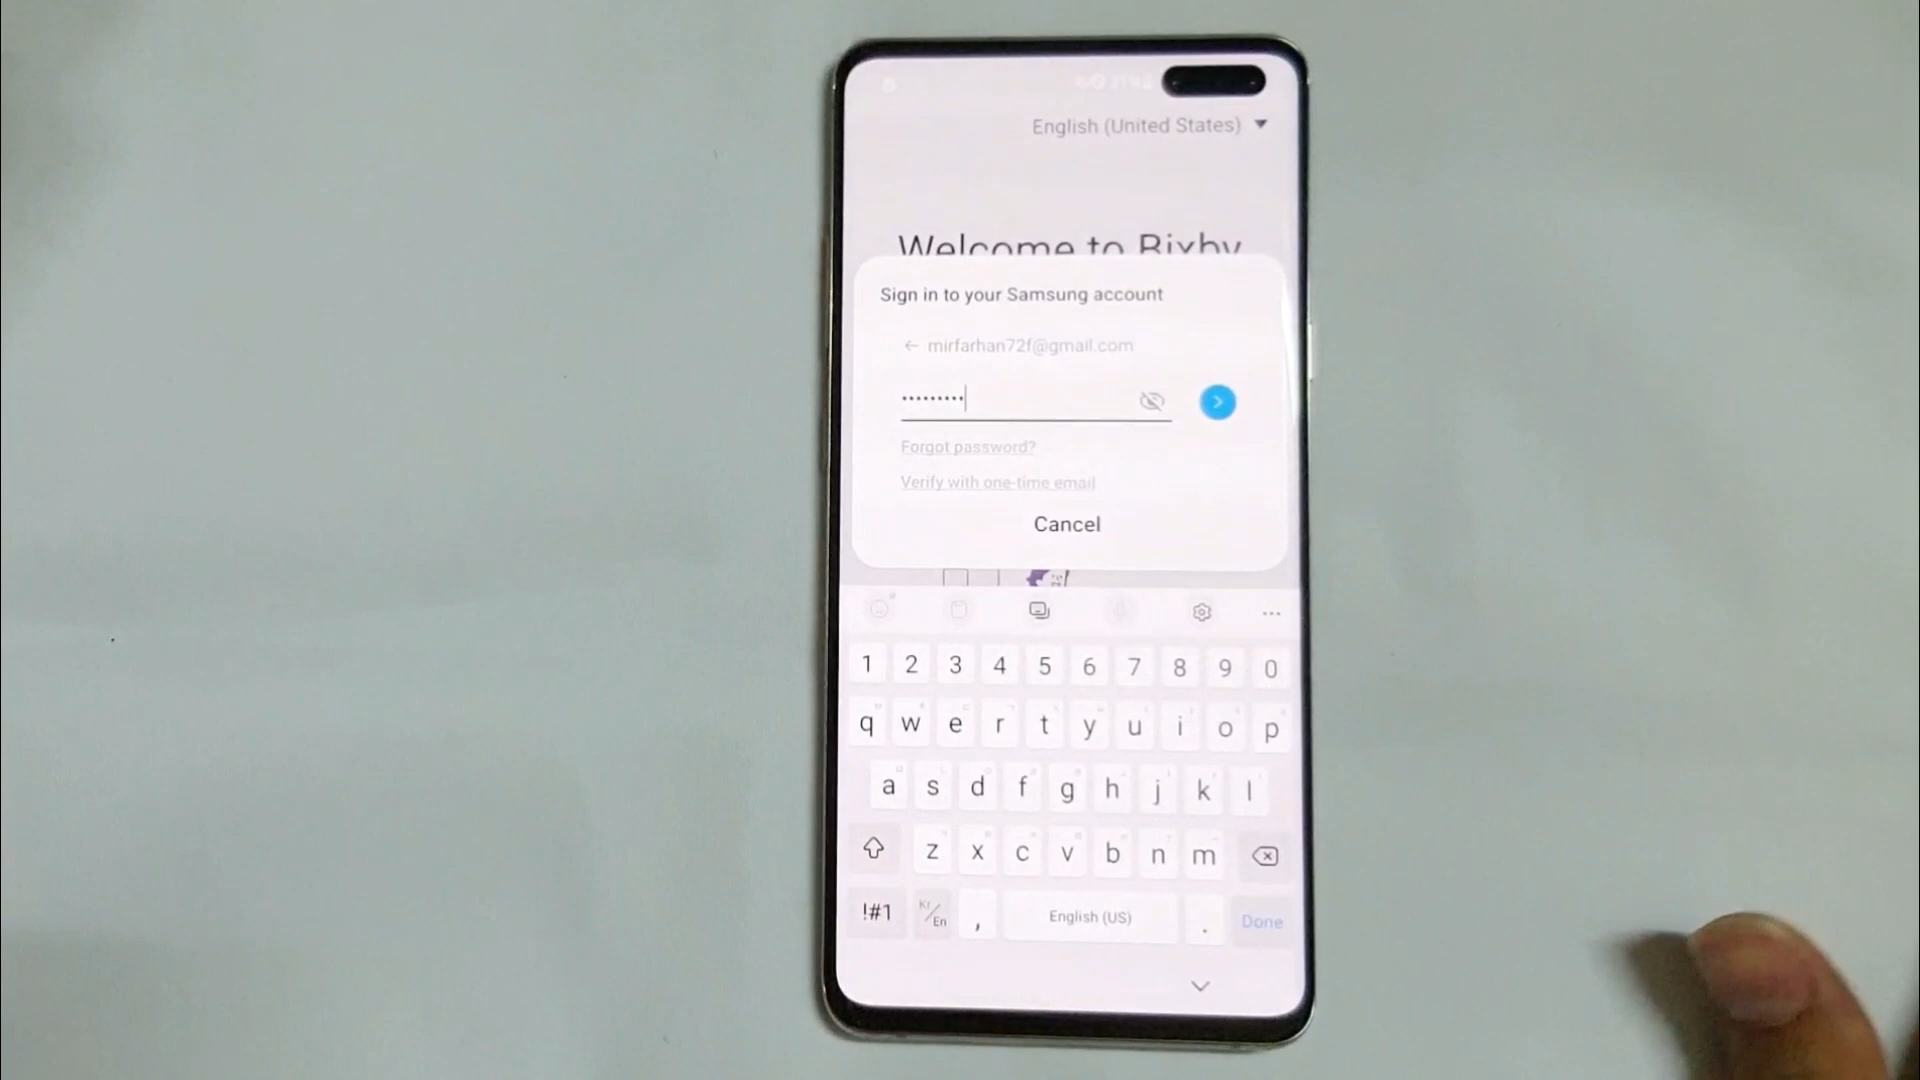 English (United States)
Welcome to Bixby
Sign in to your Samsung account
← mirfarhan72f@gmail.com
•••••••••
Forgot password?
Verify with one-time email
Cancel
1 2 3 4 5 6 7 8 9 0
q w e r t y u i o p
a s d f g h j k l
z x c v b n m
!#1 Kr/En , English (US) . Done